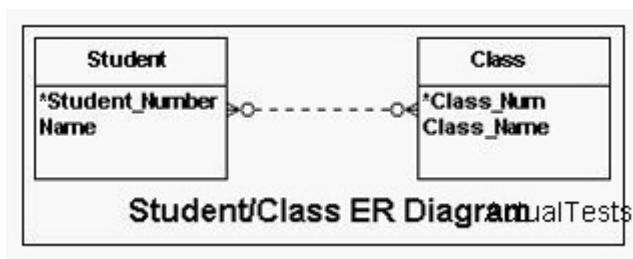 Student
*Student_Number
Name
Class
*Class_Num
Class_Name
Student/Class ER Diagram
ActualTests